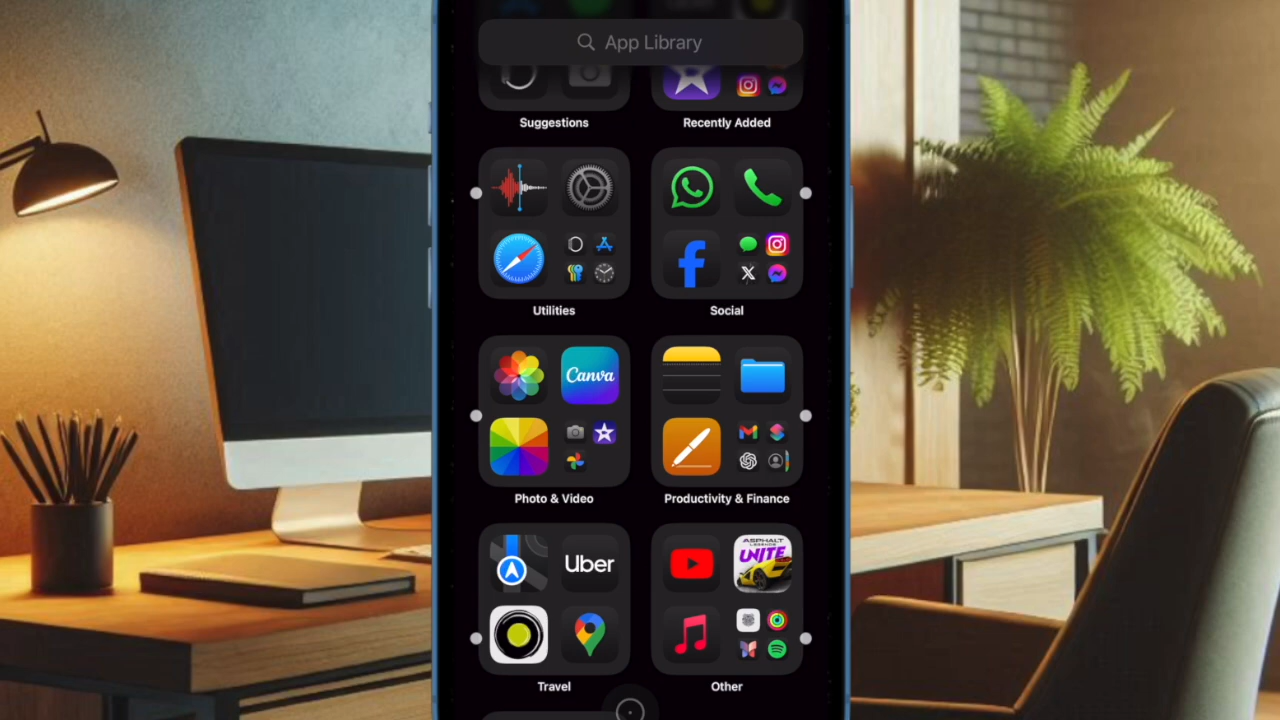 App Library
Suggestions
Recently Added
Utilities
Social
Canva
Photo & Video
Productivity & Finance
Uber
ASPHALT
LEGENDS
UNITE
Travel
Other